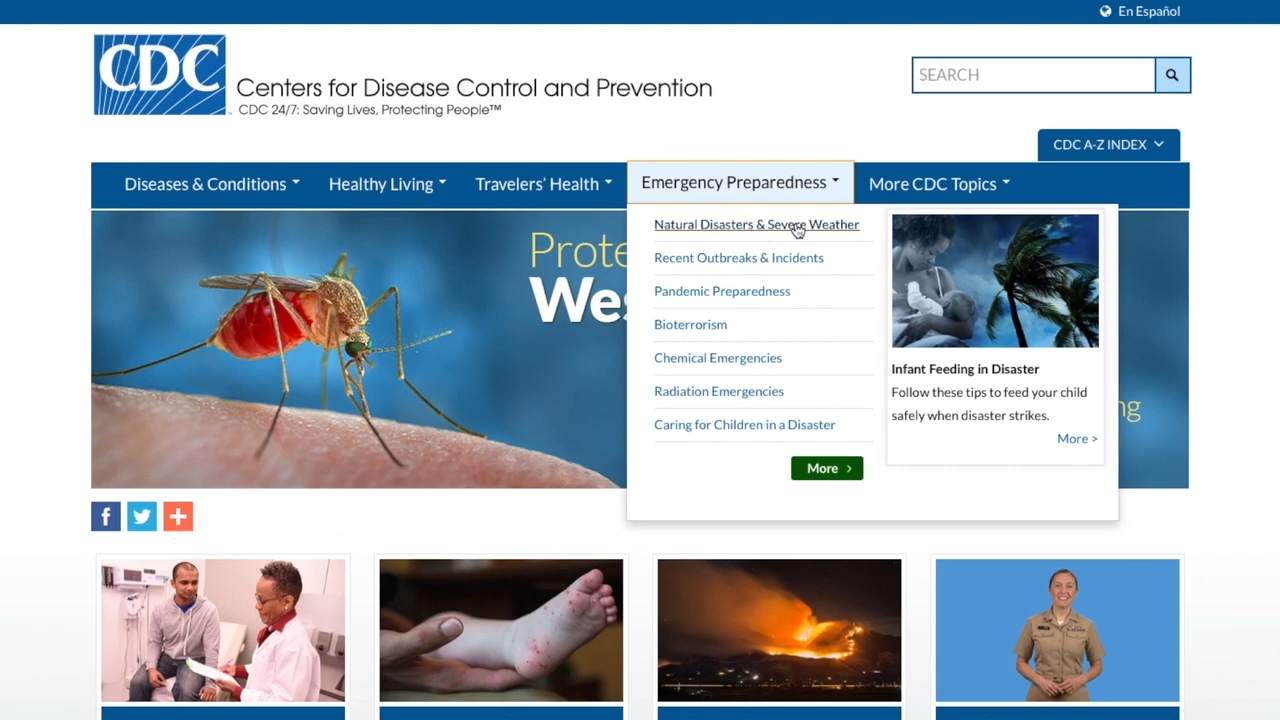 En Español
CDC
Centers for Disease Control and Prevention
CDC 24/7: Saving Lives, Protecting People™
SEARCH
CDC A-Z INDEX
Diseases & Conditions
Healthy Living
Travelers' Health
Emergency Preparedness
More CDC Topics
Natural Disasters & Severe Weather
Recent Outbreaks & Incidents
Pandemic Preparedness
Bioterrorism
Chemical Emergencies
Radiation Emergencies
Caring for Children in a Disaster
More
Infant Feeding in Disaster
Follow these tips to feed your child
safely when disaster strikes.
More >